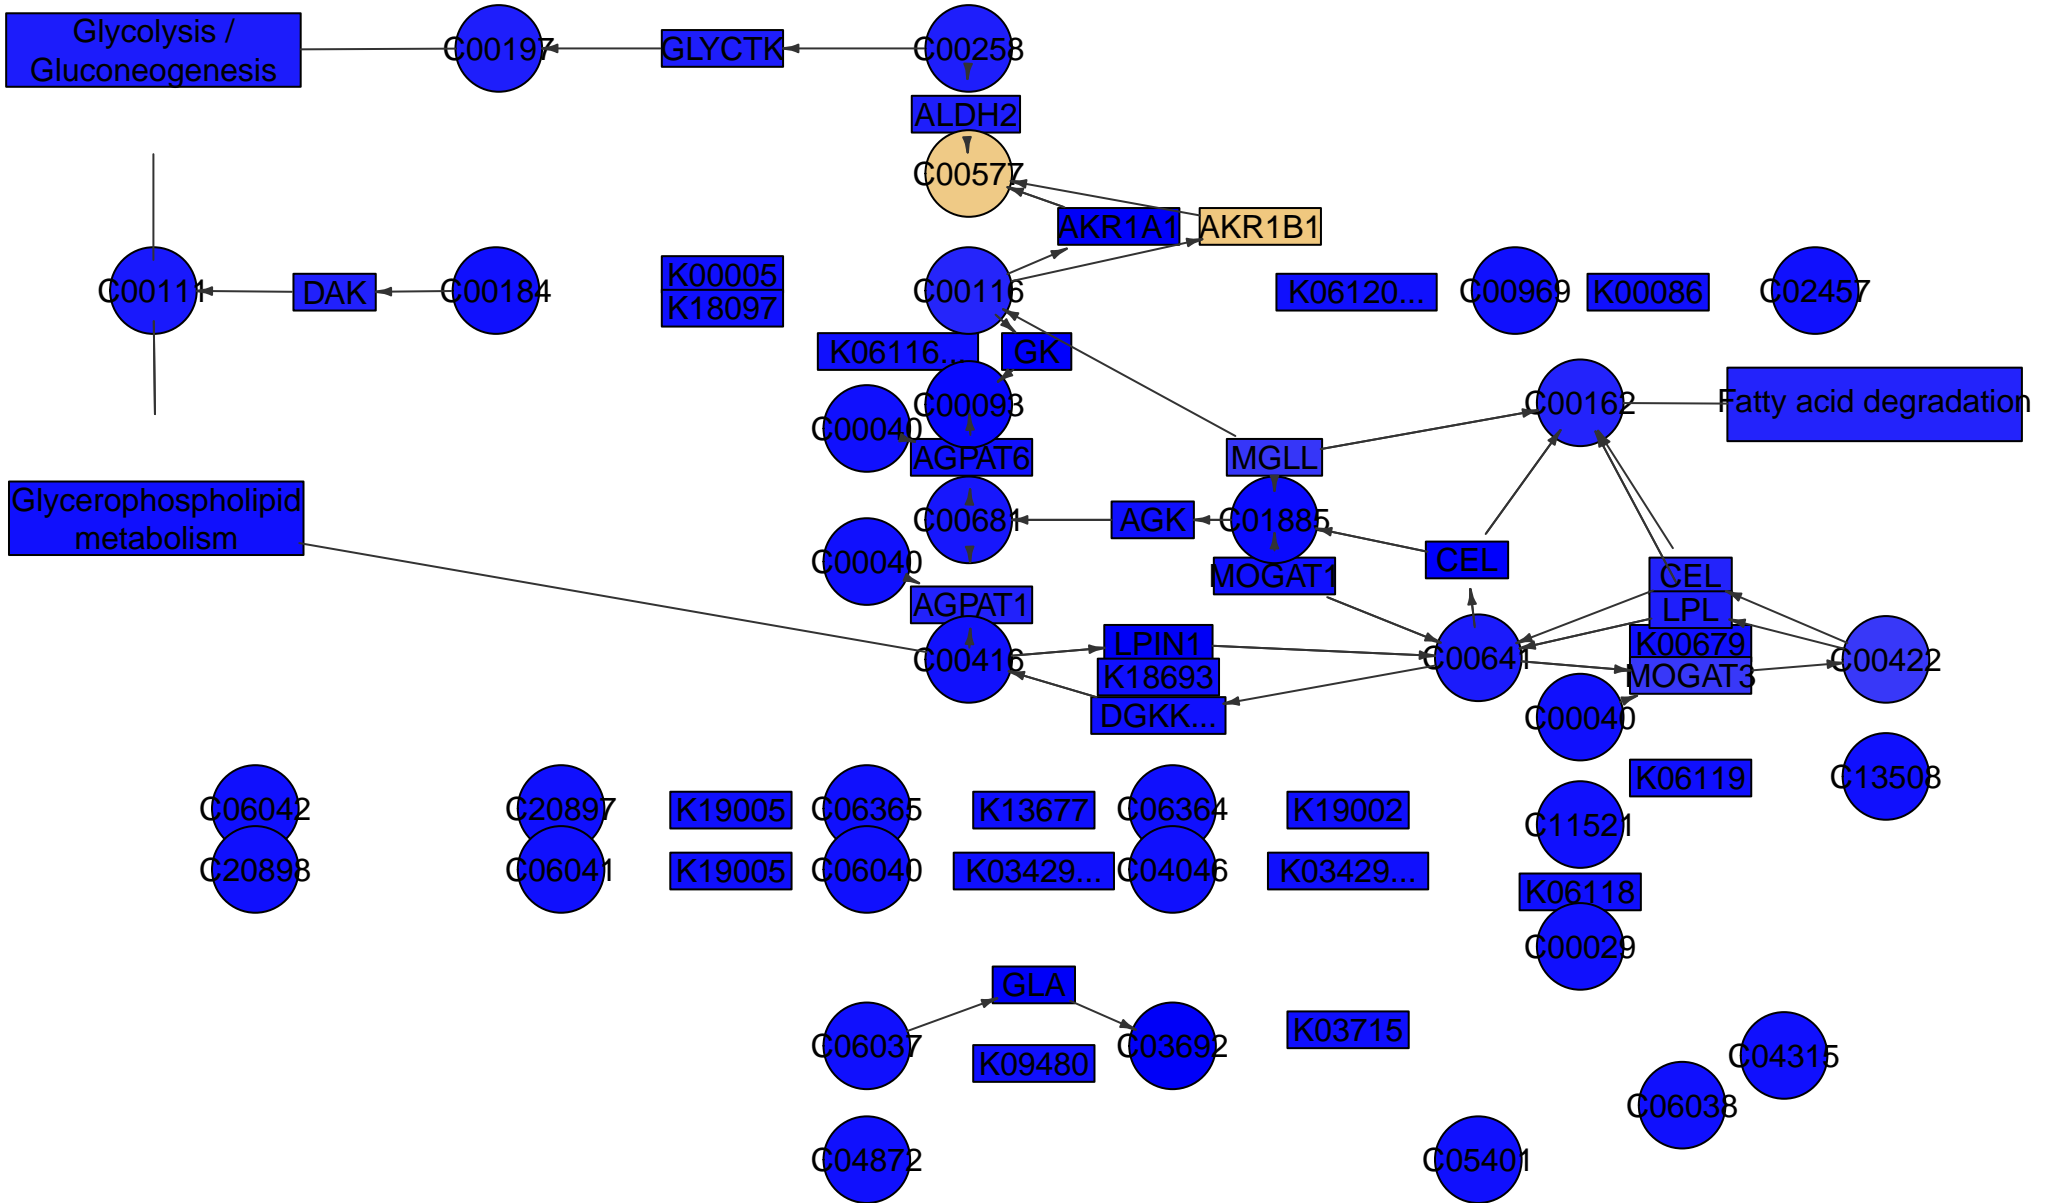 Glycolysis /
Gluconeogenesis
C00197
GLYCTK
C00258
ALDH2
C00577
AKR1A1
AKR1B1
C00111
DAK
C00184
K00005
K18097
C00116
K06120...
C00969
K00086
C02457
K06116...
GK
C00093
C00040
AGPAT6
MGLL
C00162
Fatty acid degradation
Glycerophospholipid
metabolism
C00681
AGK
C01885
C00040
MOGAT1
CEL
CEL
LPL
AGPAT1
C00416
LPIN1
K18693
DGKK...
C00641
K00679
MOGAT3
C00422
C00040
K06119
C13508
C06042
C20897
K19005
C06365
K13677
C06364
K19002
C11521
C20898
C06041
K19005
C06040
K03429...
C04046
K03429...
K06118
C00029
GLA
C06037
K09480
C03692
K03715
C04315
C06038
C04872
C05401